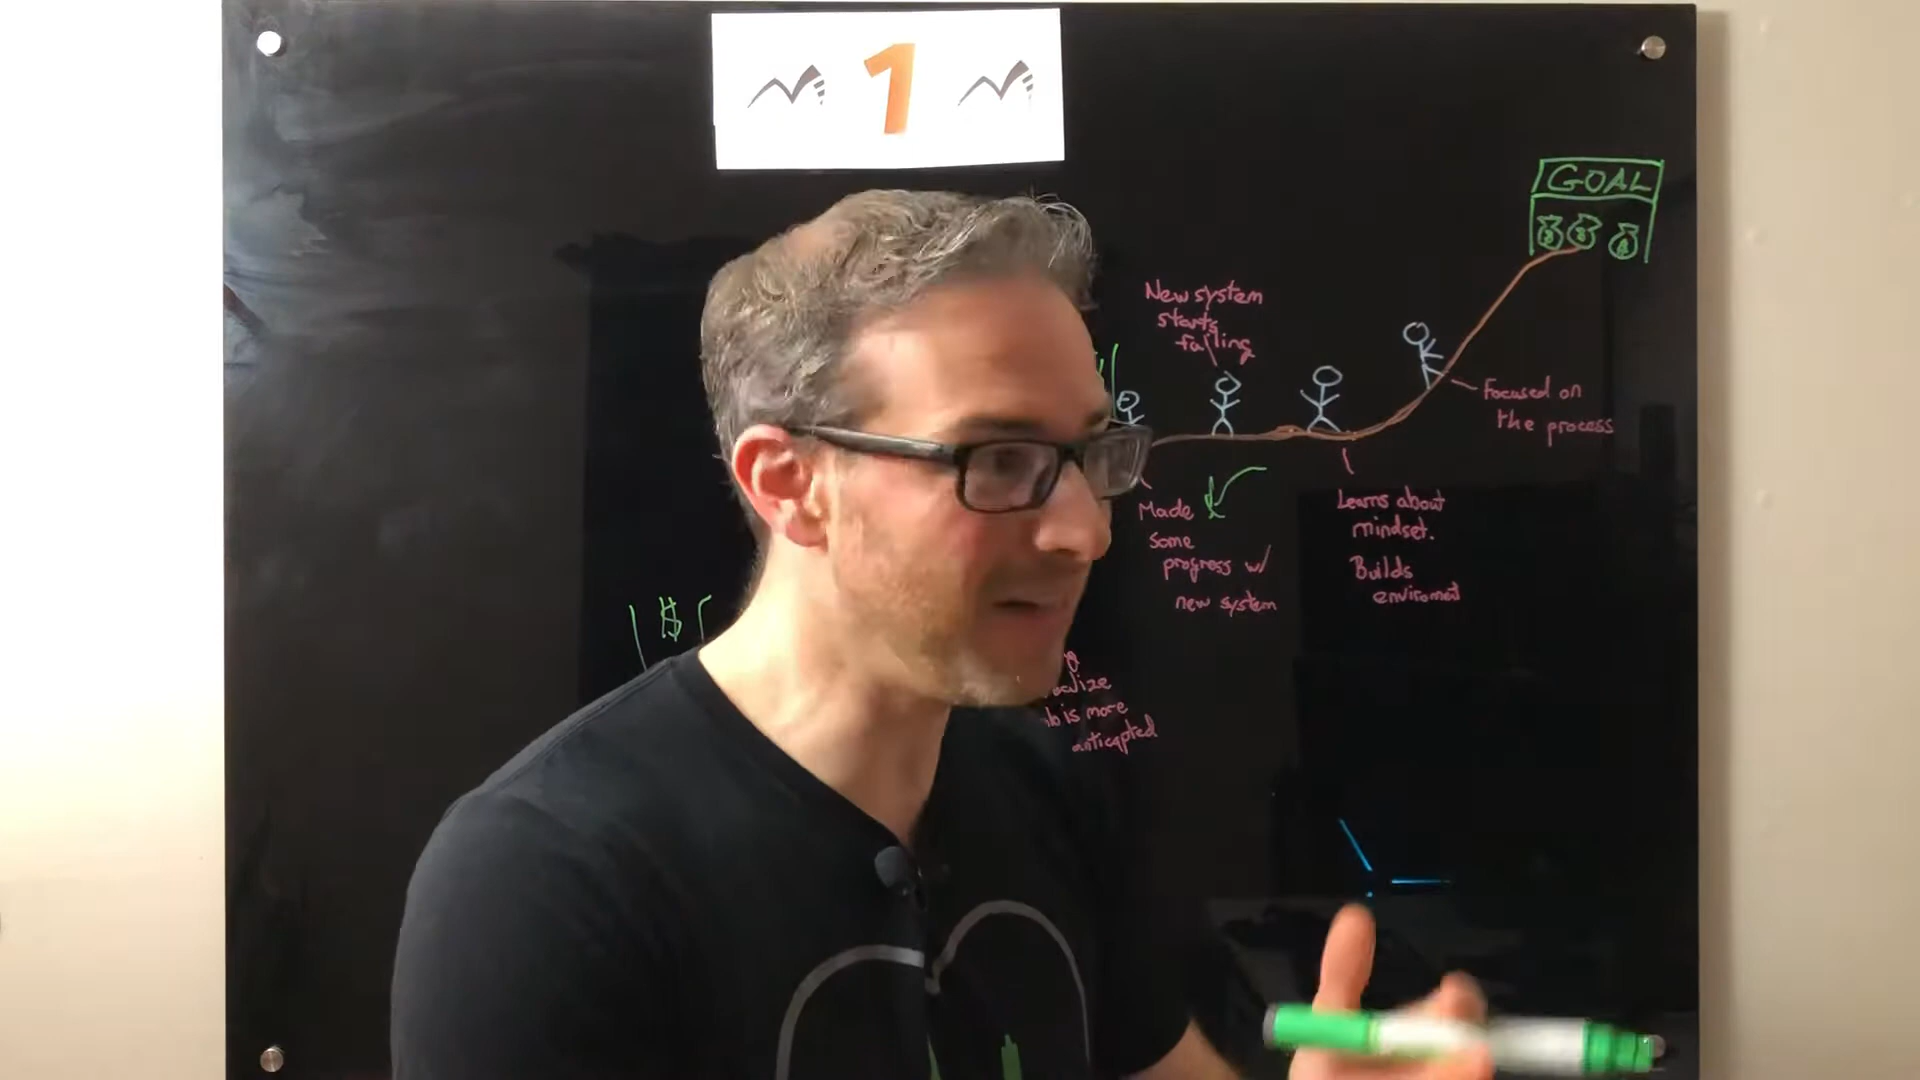 1
GOAL
New system
starts
failing
Focused on
the process
Made
some
progress w/
new system
Learns about
mindset.
Builds
enviroment
$
is more
anticapted